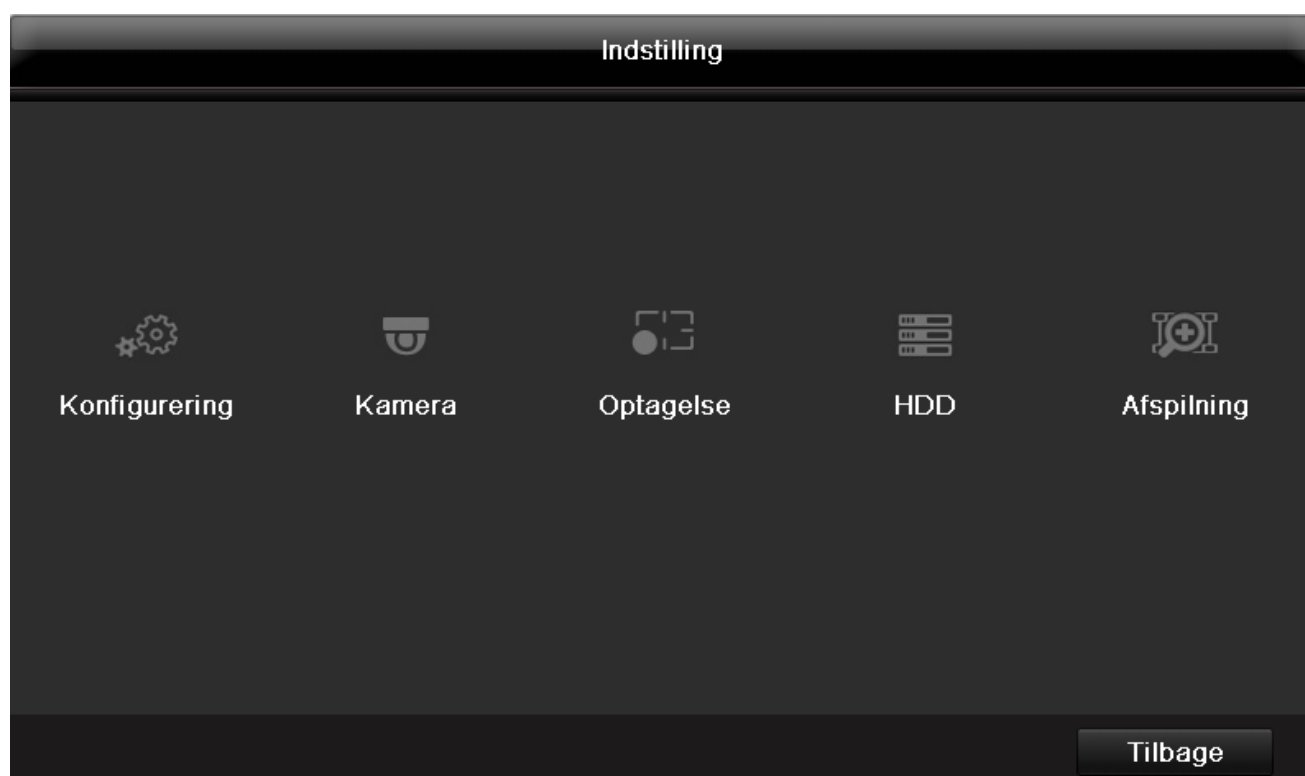 Indstilling
Konfigurering
Kamera
Optagelse
HDD
Afspilning
Tilbage